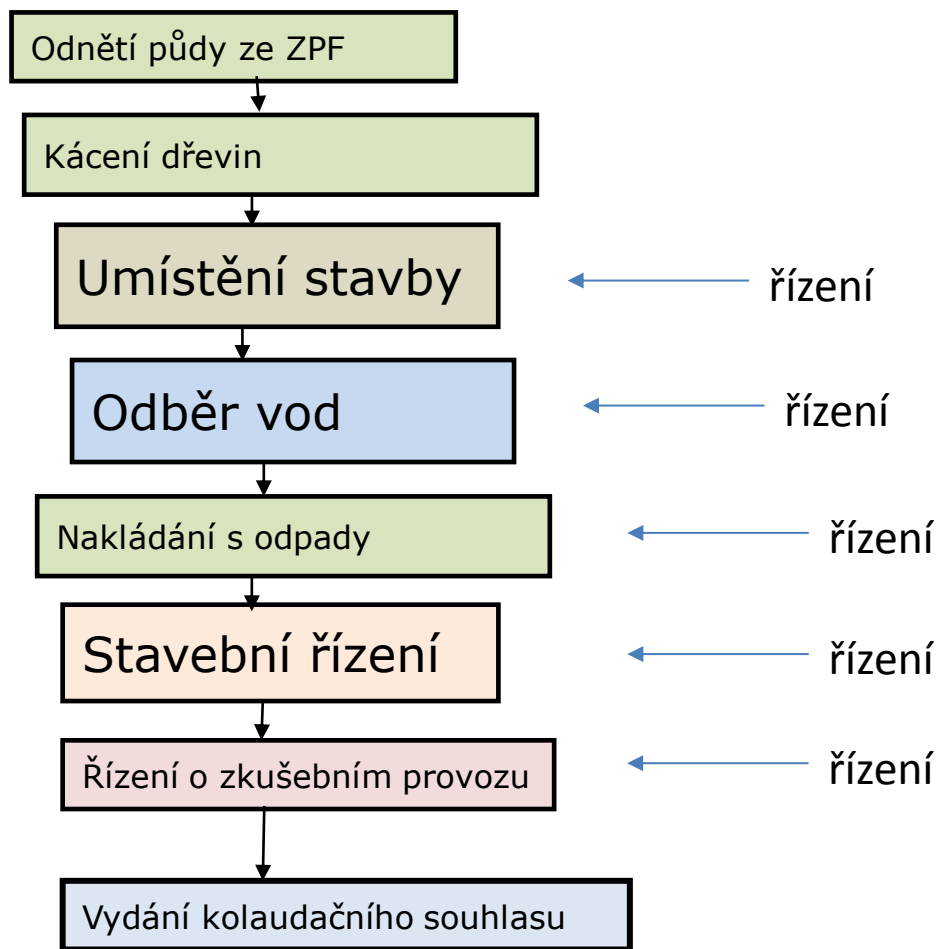 Odnětí půdy ze ZPF
Kácení dřevin
Umístění stavby
řízení
Odběr vod
řízení
Nakládání s odpady
řízení
Stavební řízení
řízení
Řízení o zkušebním provozu
řízení
Vydání kolaudačního souhlasu